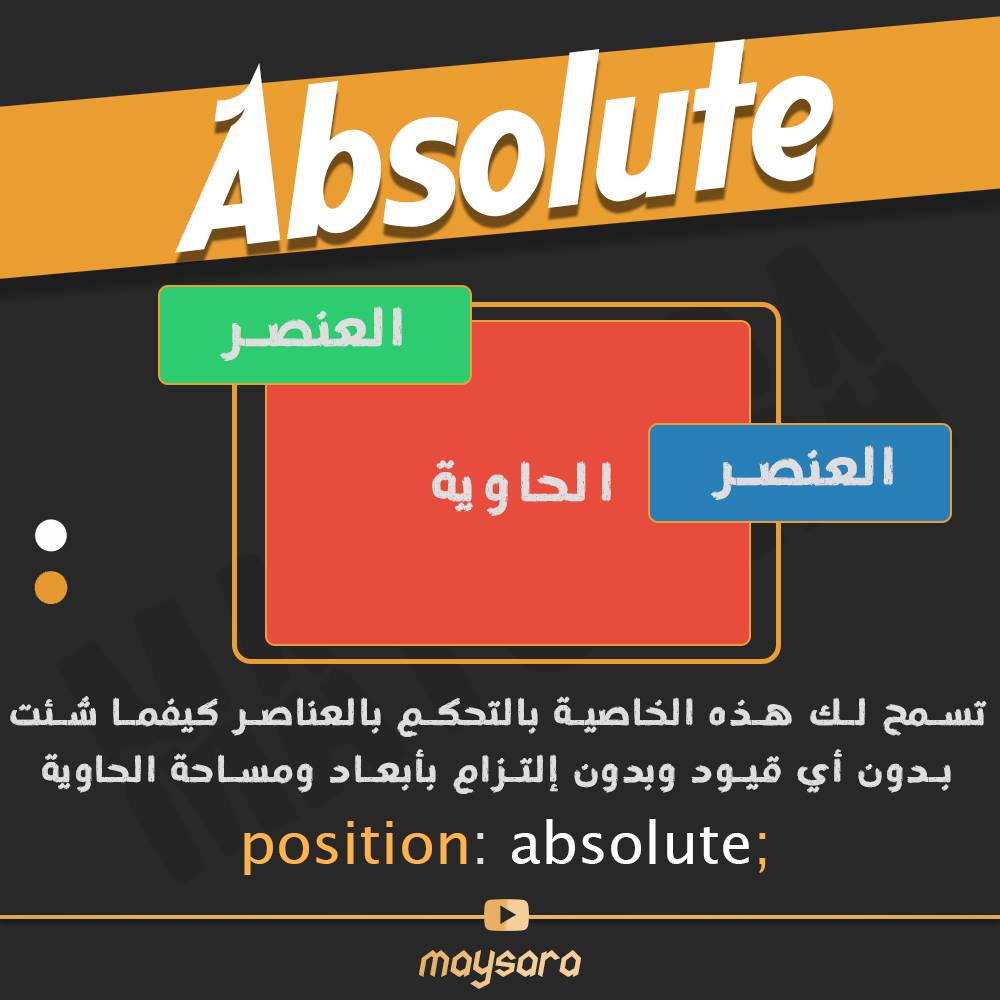 Absolute
العنصر
العنصر
الحاوية
تسمح لك هذه الخاصية بالتحكم بالعناصر كيفما شئت
بدون أي قيود وبدون إلتزام بأبعاد ومساحة الحاوية
position: absolute;
maysara